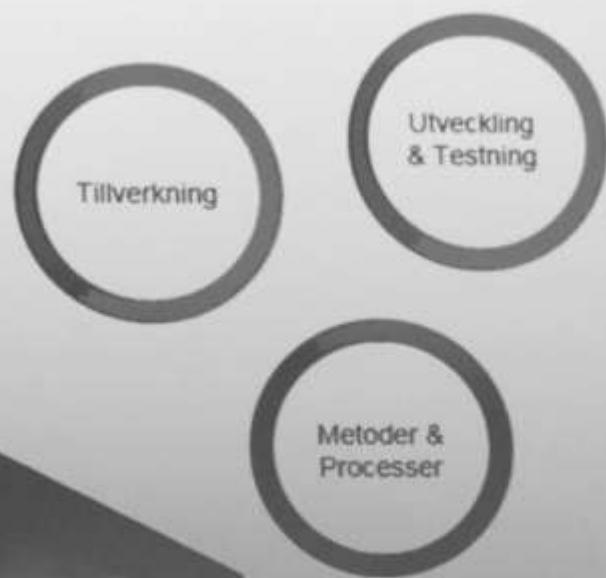 Tillverkning
Utveckling
& Testning
Metoder &
Processer